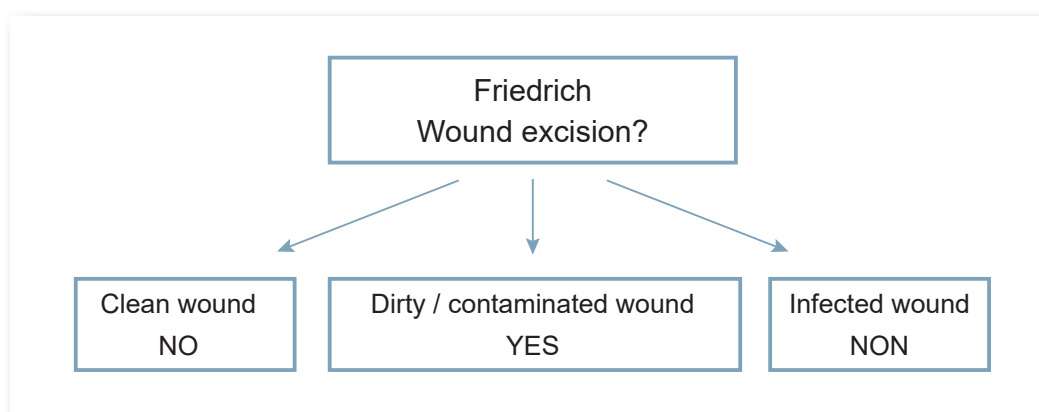 Friedrich
Wound excision?
Clean wound
NO
Dirty / contaminated wound
YES
Infected wound
NON